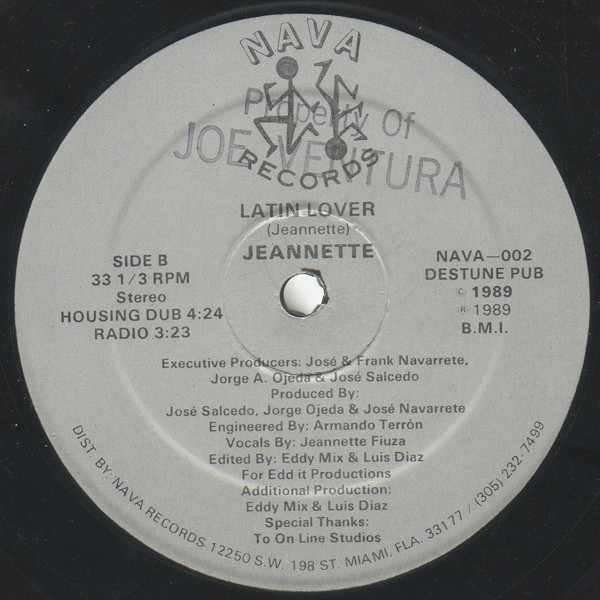 NAVA
RECORDS
Property Of
JOE VENTURA
LATIN LOVER
(Jeannette)
JEANNETTE
SIDE B
33 1/3 RPM
Stereo
HOUSING DUB 4:24
RADIO 3:23
NAVA—002
DESTUNE PUB
© 1989
℗ 1989
B.M.I.
Executive Producers: José & Frank Navarrete,
Jorge A. Ojeda & José Salcedo
Produced By:
José Salcedo, Jorge Ojeda & José Navarrete
Engineered By: Armando Terrón
Vocals By: Jeannette Fiuza
Edited By: Eddy Mix & Luis Diaz
For Edd it Productions
Additional Production:
Eddy Mix & Luis Diaz
Special Thanks:
To On Line Studios
DIST. BY: NAVA RECORDS 12250 S.W. 198 ST. MIAMI, FLA. 33177 / (305) 232-7499